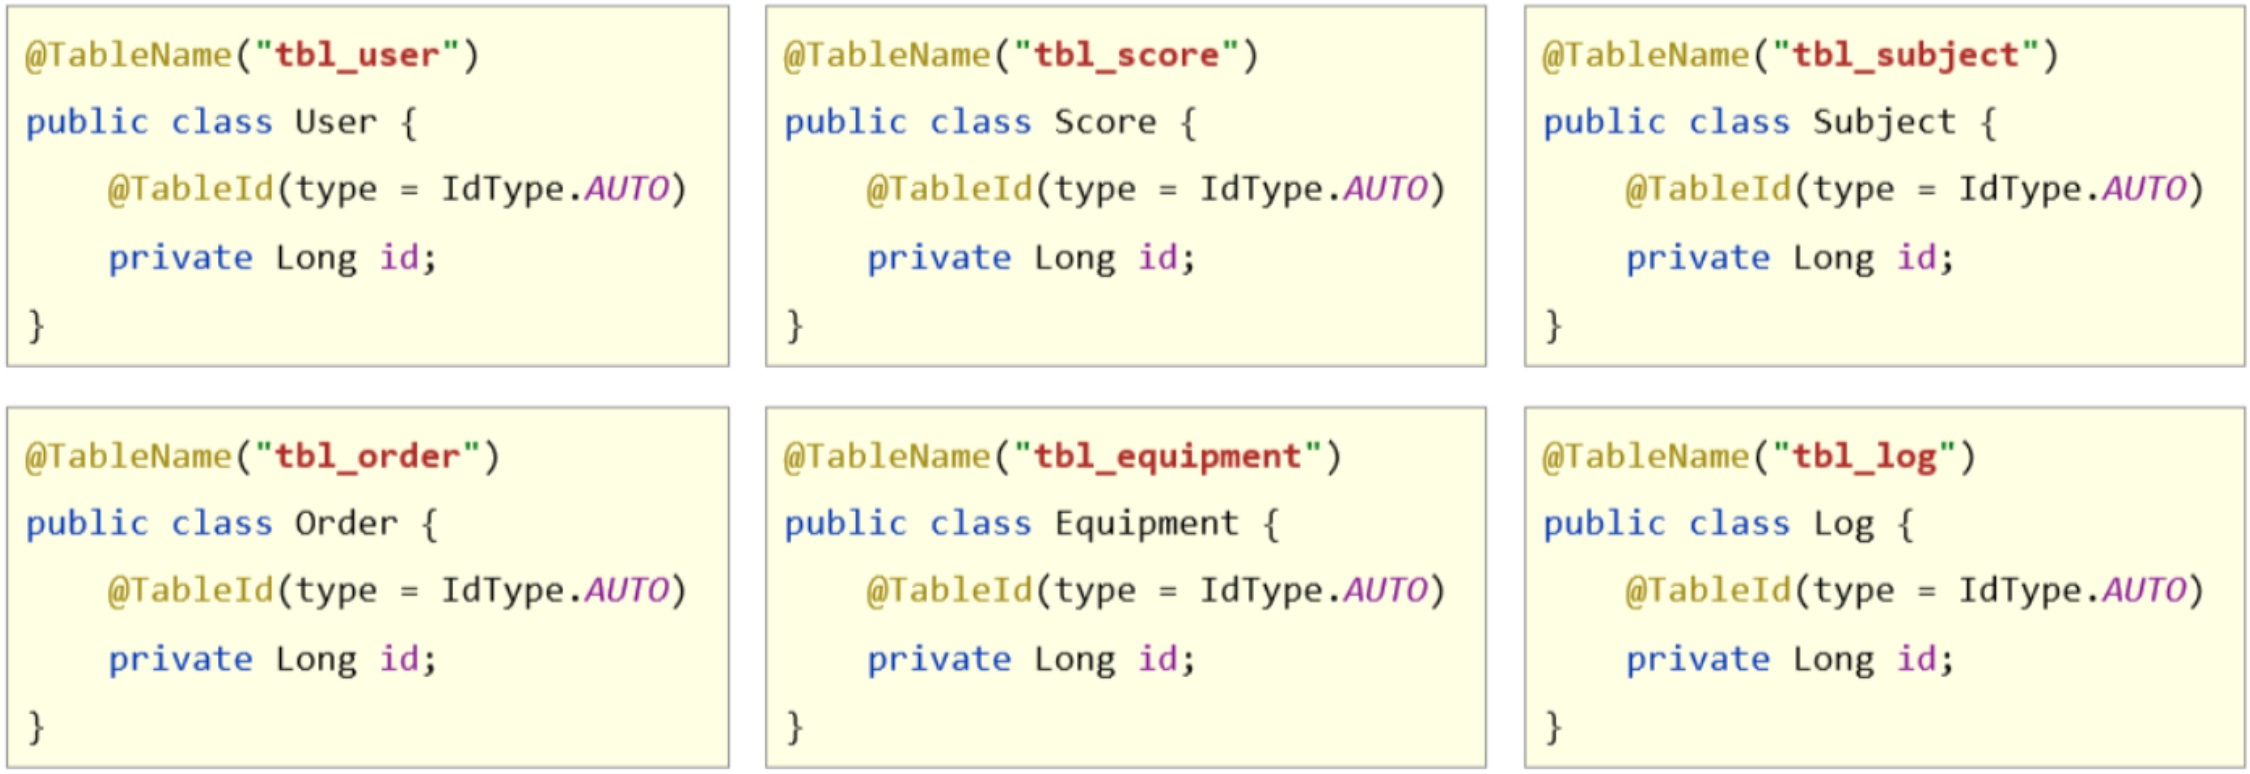 @TableName("tbl_user")
public class User {
    @TableId(type = IdType.AUTO)
    private Long id;
}
@TableName("tbl_score")
public class Score {
    @TableId(type = IdType.AUTO)
    private Long id;
}
@TableName("tbl_subject")
public class Subject {
    @TableId(type = IdType.AUTO)
    private Long id;
}
@TableName("tbl_order")
public class Order {
    @TableId(type = IdType.AUTO)
    private Long id;
}
@TableName("tbl_equipment")
public class Equipment {
    @TableId(type = IdType.AUTO)
    private Long id;
}
@TableName("tbl_log")
public class Log {
    @TableId(type = IdType.AUTO)
    private Long id;
}